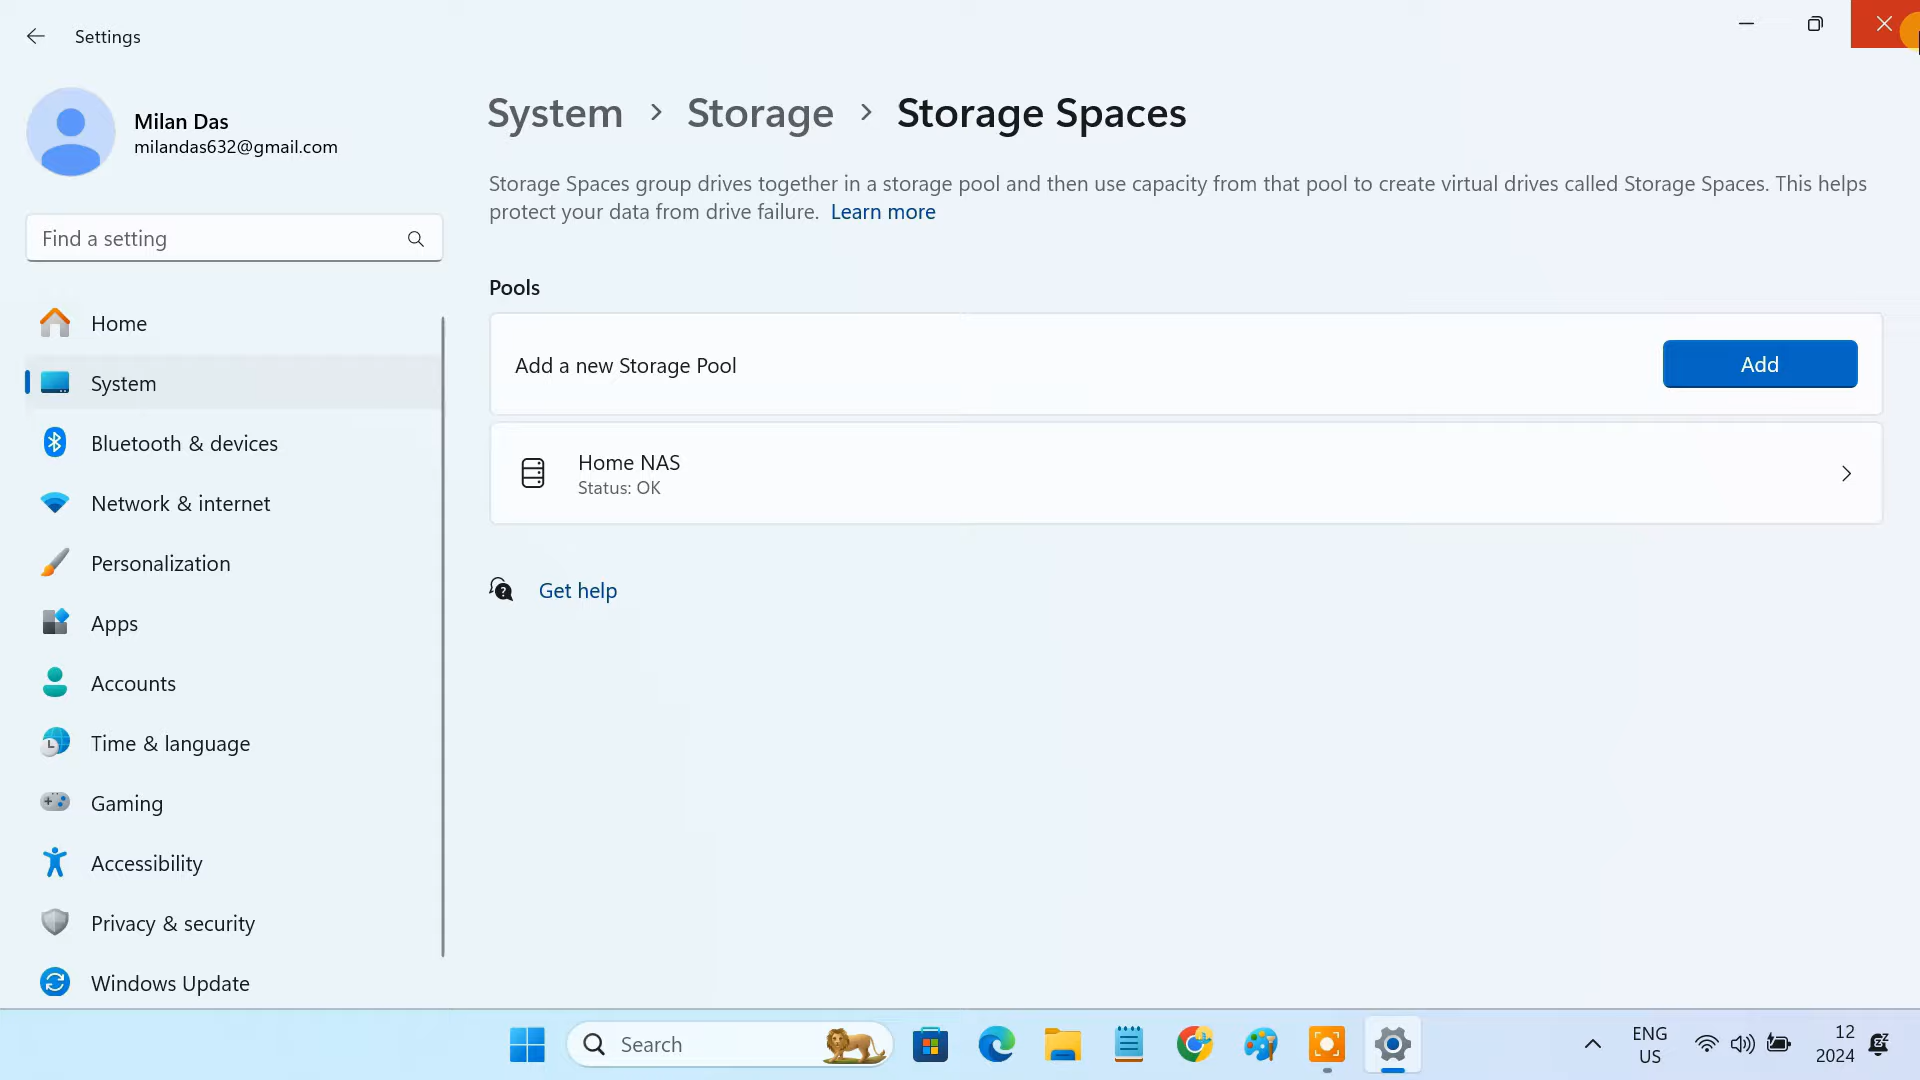 Settings
Milan Das
milandas632@gmail.com
Find a setting
Home
System
Bluetooth & devices
Network & internet
Personalization
Apps
Accounts
Time & language
Gaming
Accessibility
Privacy & security
Windows Update
System > Storage > Storage Spaces
Storage Spaces group drives together in a storage pool and then use capacity from that pool to create virtual drives called Storage Spaces. This helps
protect your data from drive failure. Learn more
Pools
Add a new Storage Pool
Add
Home NAS
Status: OK
Get help
Search
ENG
US
12
2024